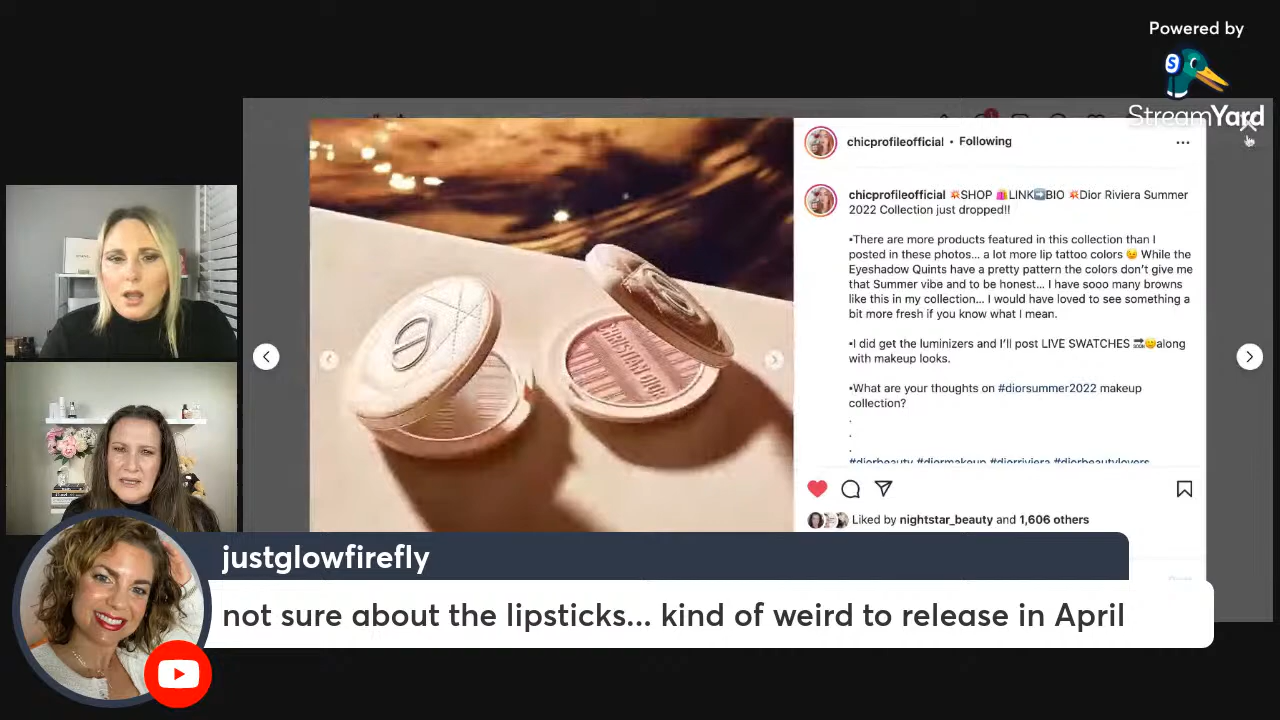 Powered by
StreamYard
chicprofileofficial • Following
chicprofileofficial 💥SHOP 🛍️LINK➡️BIO 💥Dior Riviera Summer
2022 Collection just dropped!!
▪️There are more products featured in this collection than I
posted in these photos... a lot more lip tattoo colors 😉 While the
Eyeshadow Quints have a pretty pattern the colors don't give me
that Summer vibe and to be honest... I have sooo many browns
like this in my collection... I would have loved to see something a
bit more fresh if you know what I mean.
▪️I did get the luminizers and I'll post LIVE SWATCHES 🔜😊along
with makeup looks.
▪️What are your thoughts on #diorsummer2022 makeup
collection?
.
.
.
#diorbeauty #diormakeup #diorriviera #diorbeautylovers
CHRISTIAN DIOR
Liked by nightstar_beauty and 1,606 others
justglowfirefly
not sure about the lipsticks... kind of weird to release in April